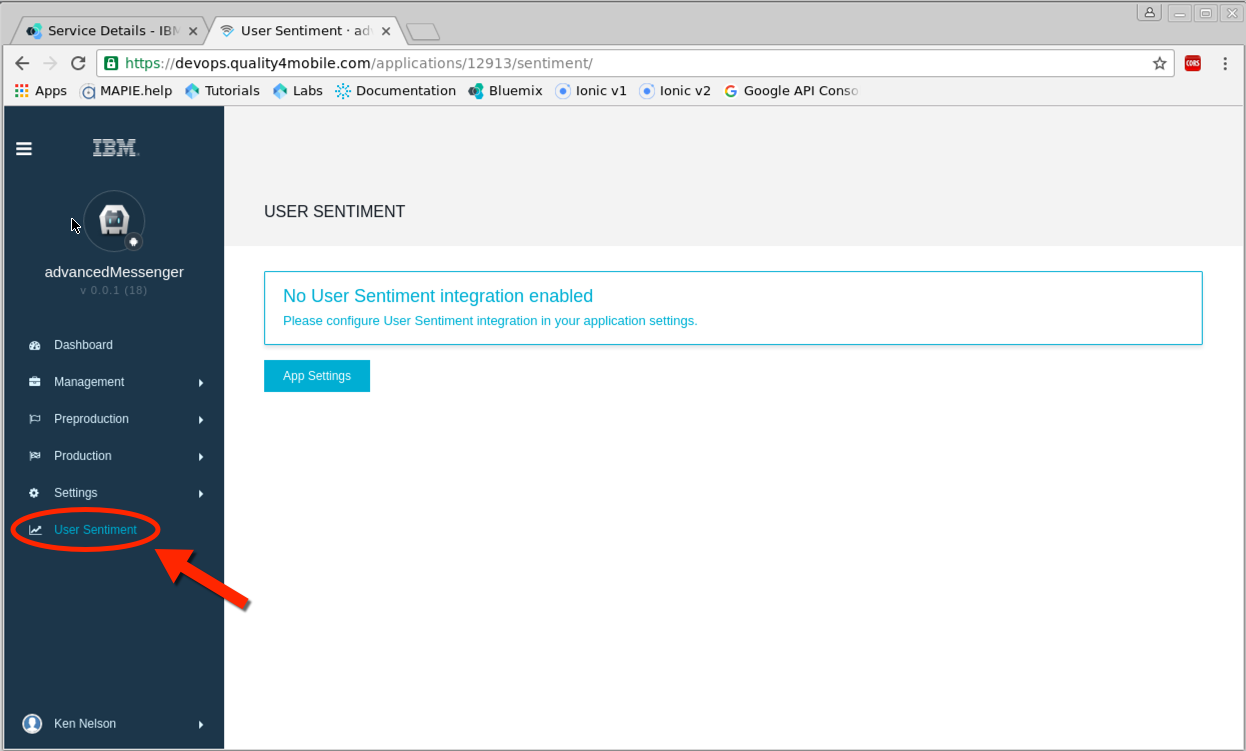 Service Details - IBM
User Sentiment · ad
https://devops.quality4mobile.com/applications/12913/sentiment/
CORS
Apps MAPIE.help Tutorials Labs Documentation Bluemix Ionic v1 Ionic v2 Google API Conso
IBM
advancedMessenger
v 0.0.1 (18)
Dashboard
Management
Preproduction
Production
Settings
User Sentiment
Ken Nelson
USER SENTIMENT
No User Sentiment integration enabled
Please configure User Sentiment integration in your application settings.
App Settings